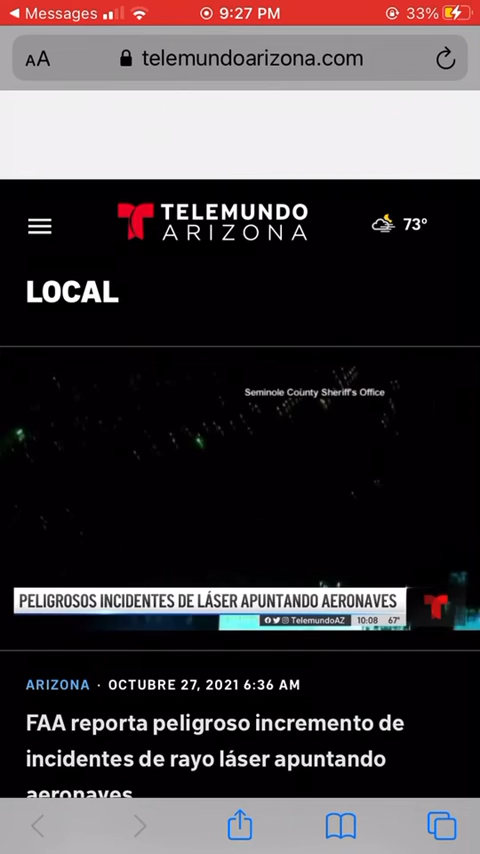 Messages 9:27 PM 33%
AA telemundoarizona.com
TELEMUNDO
ARIZONA
73°
LOCAL
Seminole County Sheriff's Office
PELIGROSOS INCIDENTES DE LÁSER APUNTANDO AERONAVES
TelemundoAZ 10:08 67°
ARIZONA · OCTUBRE 27, 2021 6:36 AM
FAA reporta peligroso incremento de
incidentes de rayo láser apuntando
aeronaves